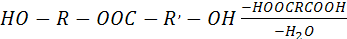 HO − R − OOC − R′ − OH −HOOCRCOOH
−H₂O